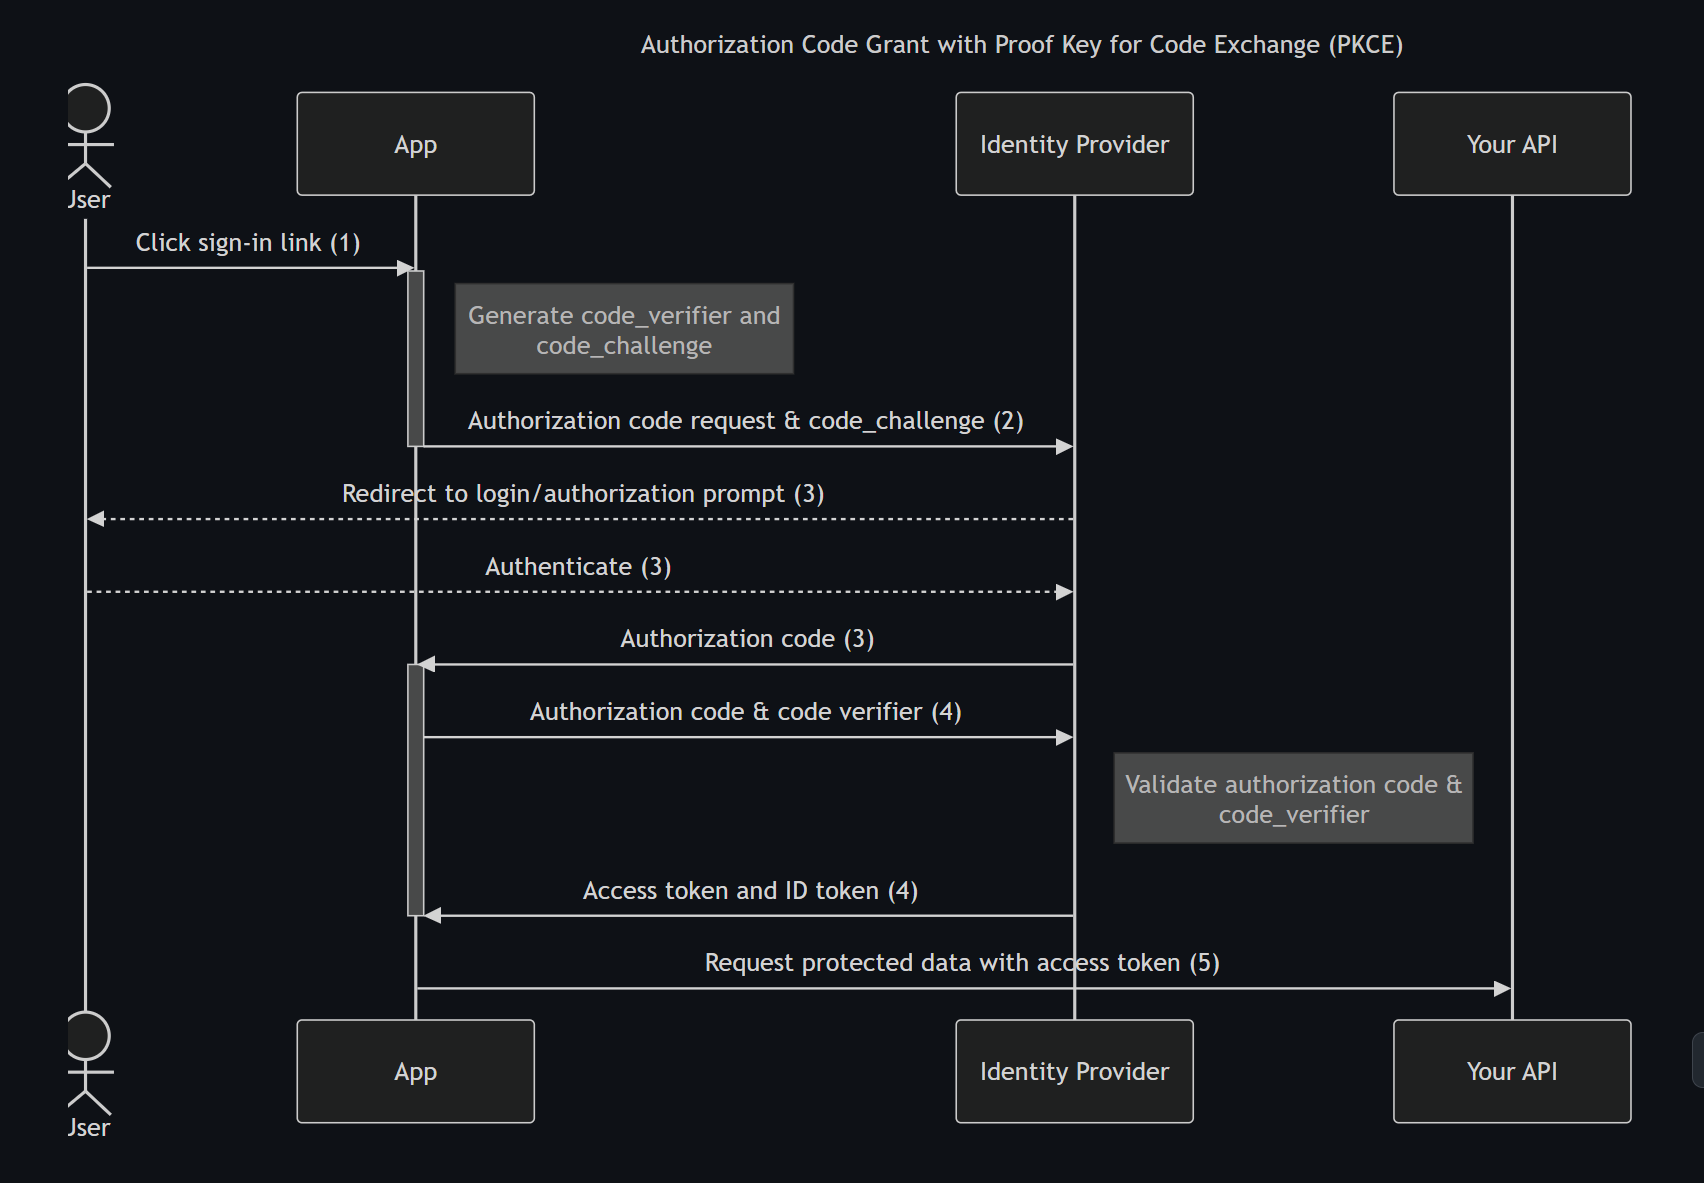 Authorization Code Grant with Proof Key for Code Exchange (PKCE)
App
Identity Provider
Your API
Click sign-in link (1)
Generate code_verifier and
code_challenge
Authorization code request & code_challenge (2)
Redirect to login/authorization prompt (3)
Authenticate (3)
Authorization code (3)
Authorization code & code verifier (4)
Validate authorization code &
code_verifier
Access token and ID token (4)
Request protected data with access token (5)
App
Identity Provider
Your API